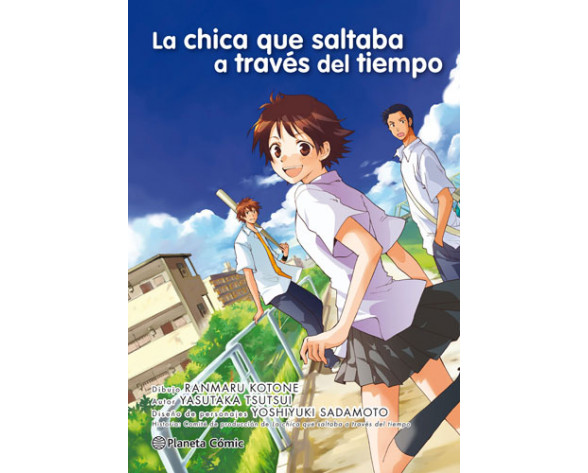 La chica que saltaba
a través del tiempo
Dibujo RANMARU KOTONE
Autor YASUTAKA TSUTSUI
Diseño de personajes YOSHIYUKI SADAMOTO
Historia: Comité de producción de La chica que saltaba a través del tiempo
Planeta Cómic